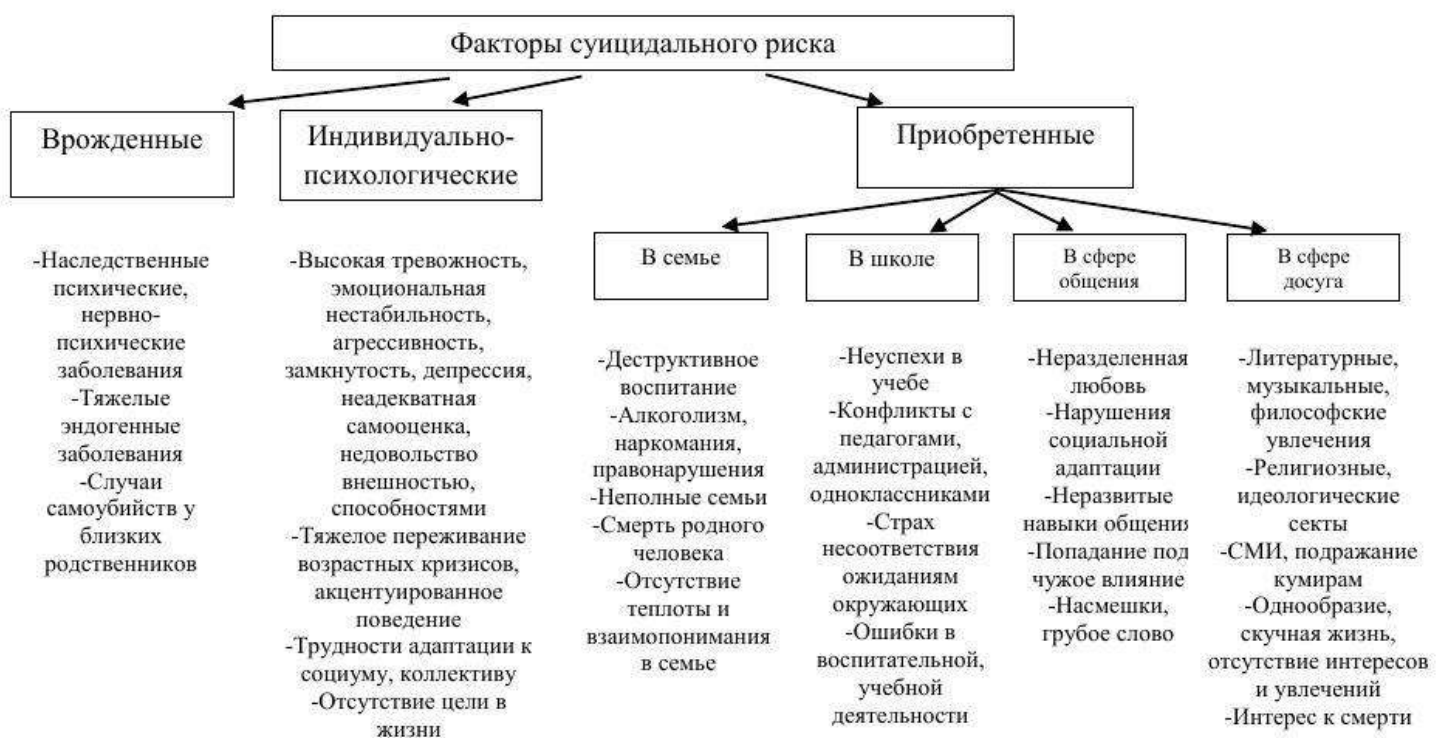 Факторы суицидального риска
Врожденные
Индивидуально-
психологические
Приобретенные
-Наследственные
психические,
нервно-
психические
заболевания
-Тяжелые
эндогенные
заболевания
-Случаи
самоубийств у
близких
родственников
-Высокая тревожность,
эмоциональная
нестабильность,
агрессивность,
замкнутость, депрессия,
неадекватная
самооценка,
недовольство
внешностью,
способностями
-Тяжелое переживание
возрастных кризисов,
акцентуированное
поведение
-Трудности адаптации к
социуму, коллективу
-Отсутствие цели в
жизни
В семье
-Деструктивное
воспитание
-Алкоголизм,
наркомания,
правонарушения
-Неполные семьи
-Смерть родного
человека
-Отсутствие
теплоты и
взаимопонимания
в семье
В школе
-Неуспехи в
учебе
-Конфликты с
педагогами,
администрацией,
одноклассниками
-Страх
несоответствия
ожиданиям
окружающих
-Ошибки в
воспитательной,
учебной
деятельности
В сфере
общения
-Неразделенная
любовь
-Нарушения
социальной
адаптации
-Неразвитые
навыки общения
-Попадание под
чужое влияние
-Насмешки,
грубое слово
В сфере
досуга
-Литературные,
музыкальные,
философские
увлечения
-Религиозные,
идеологические
секты
-СМИ, подражание
кумирам
-Однообразие,
скучная жизнь,
отсутствие интересов
и увлечений
-Интерес к смерти